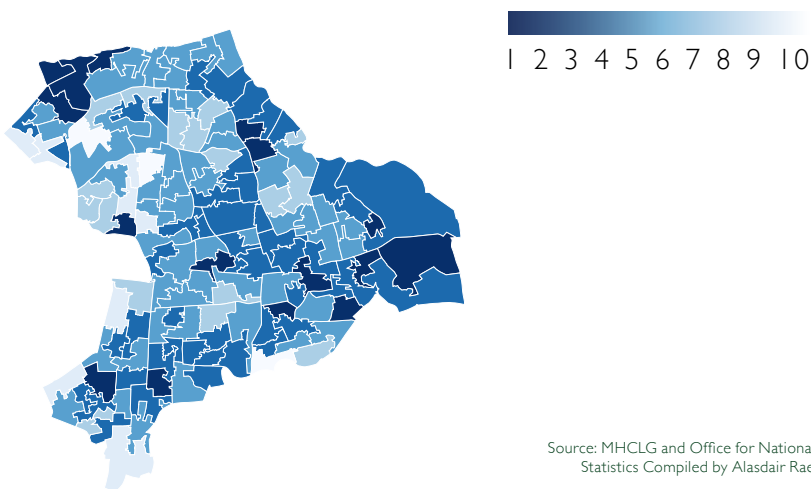 1 2 3 4 5 6 7 8 9 10
Source: MHCLG and Office for National
Statistics Compiled by Alasdair Rae